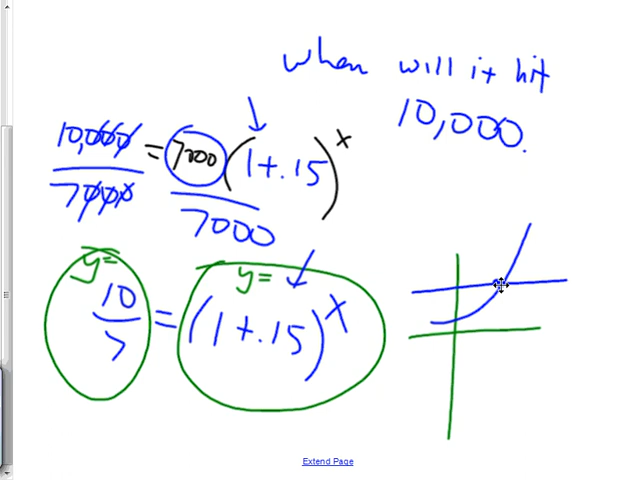 when will it hit
10,000.
10,000 = 7000 (1+.15)^x
7000 7000
y= y=
10/7 = (1+.15)^x
Extend Page